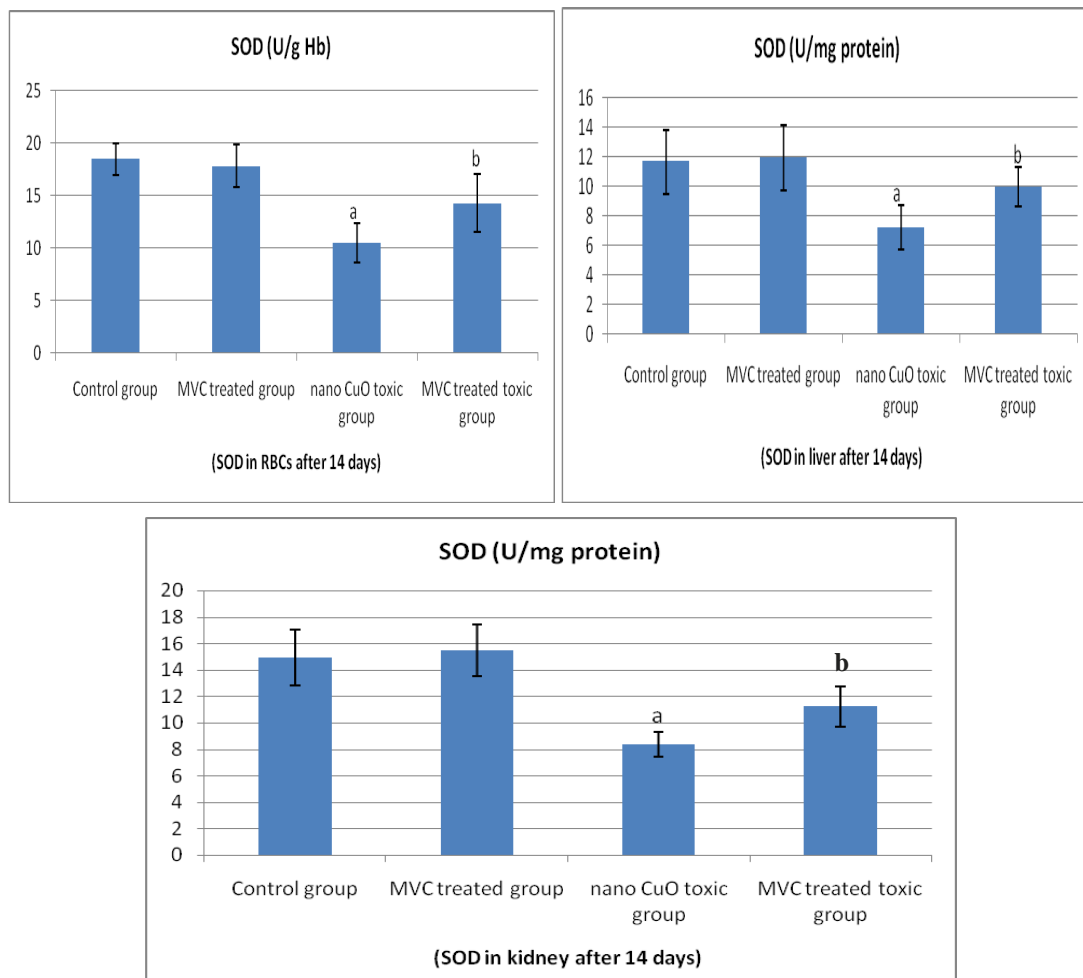 SOD (U/g Hb)
25
20
15
10
5
0
a
b
Control group
MVC treated group
nano CuO toxic
group
MVC treated toxic
group
(SOD in RBCs after 14 days)
SOD (U/mg protein)
16
14
12
10
8
6
4
2
0
a
b
Control group
MVC treated group
nano CuO toxic
group
MVC treated toxic
group
(SOD in liver after 14 days)
SOD (U/mg protein)
20
18
16
14
12
10
8
6
4
2
0
a
b
Control group
MVC treated group
nano CuO toxic
group
MVC treated toxic
group
(SOD in kidney after 14 days)